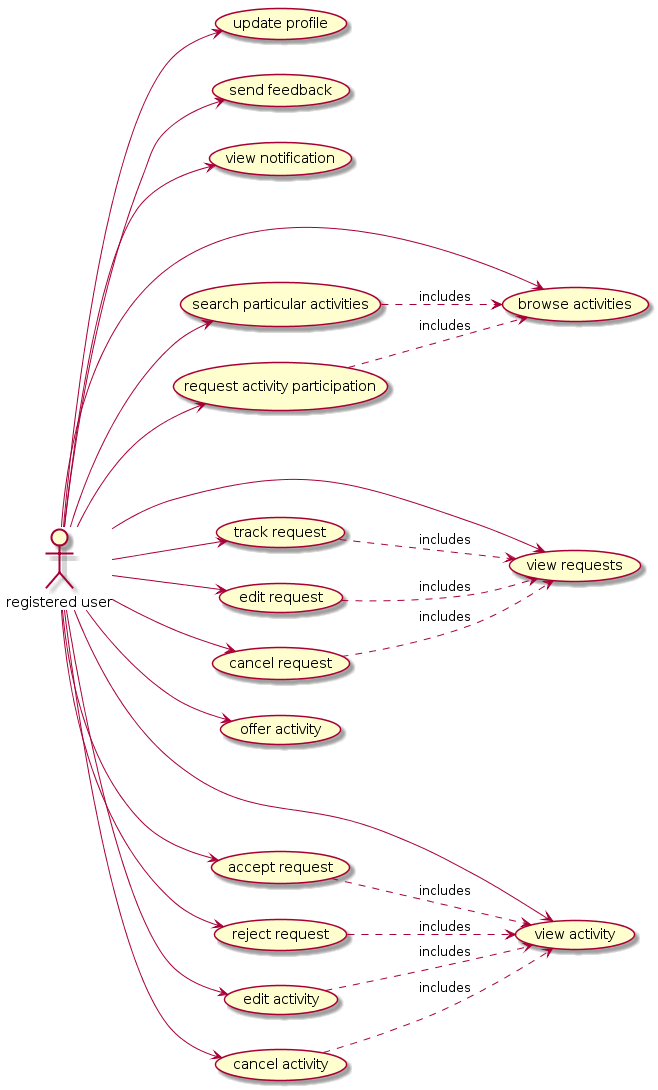 update profile
send feedback
view notification
search particular activities
includes
browse activities
includes
request activity participation
track request
includes
view requests
edit request
includes
registered user
includes
cancel request
offer activity
accept request
includes
reject request
includes
view activity
includes
edit activity
includes
cancel activity